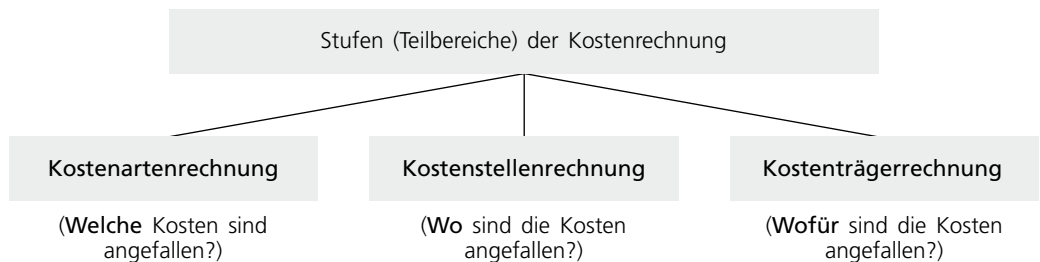 Stufen (Teilbereiche) der Kostenrechnung
Kostenartenrechnung
(Welche Kosten sind
angefallen?)
Kostenstellenrechnung
(Wo sind die Kosten
angefallen?)
Kostenträgerrechnung
(Wofür sind die Kosten
angefallen?)